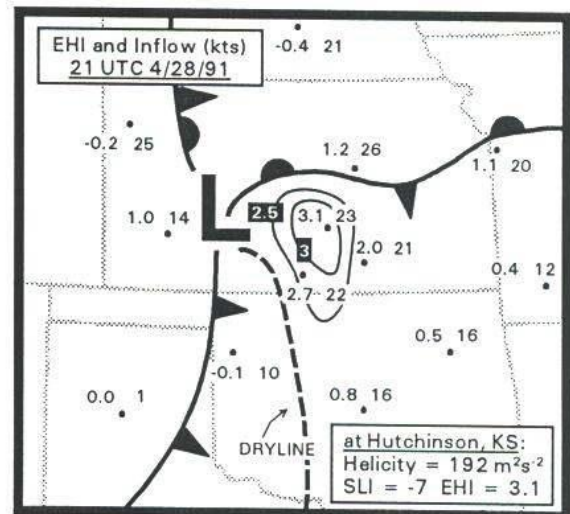 EHI and Inflow (kts)
21 UTC 4/28/91
-0.4 21
-0.2 25
1.2 26
1.1 20
1.0 14
L
2.5
3.1 23
3
2.0 21
2.7 22
0.4 12
0.5 16
-0.1 10
0.0 1
0.8 16
DRYLINE
at Hutchinson, KS:
Helicity = 192 m²s⁻²
SLI = -7 EHI = 3.1